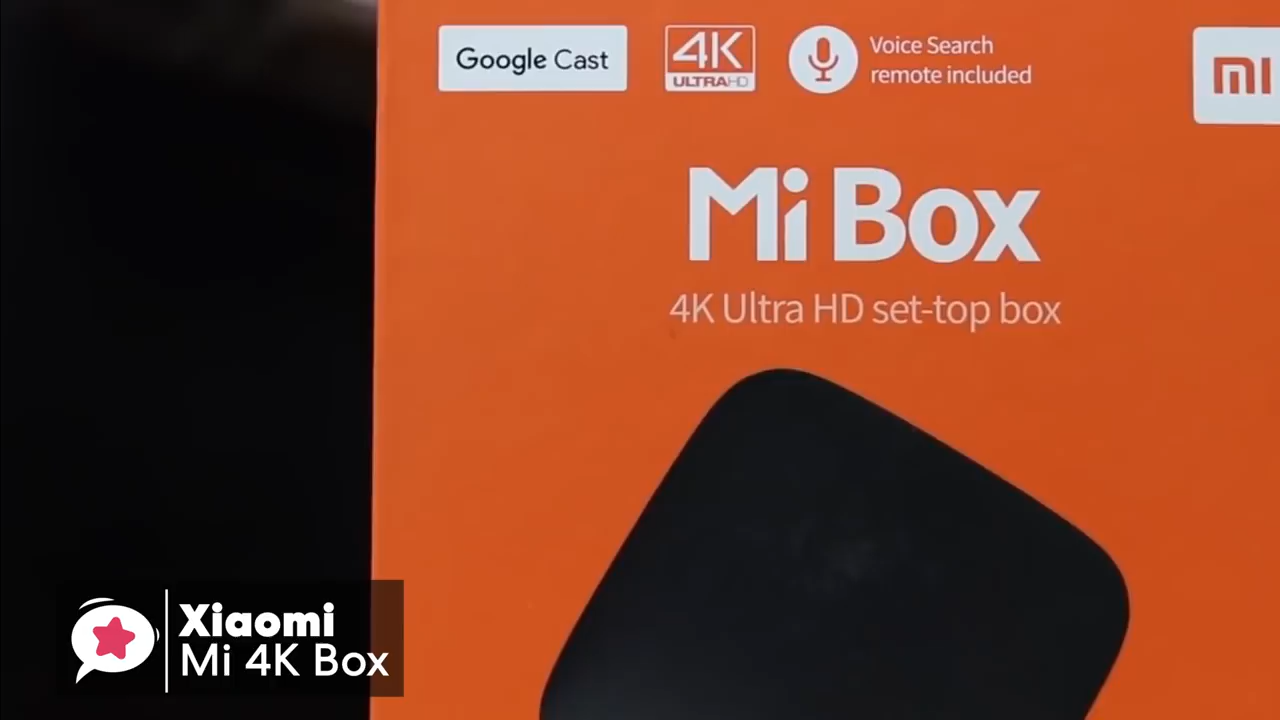 Google Cast
4K
ULTRAHD
Voice Search
remote included
mi
Mi Box
4K Ultra HD set-top box
Xiaomi
Mi 4K Box